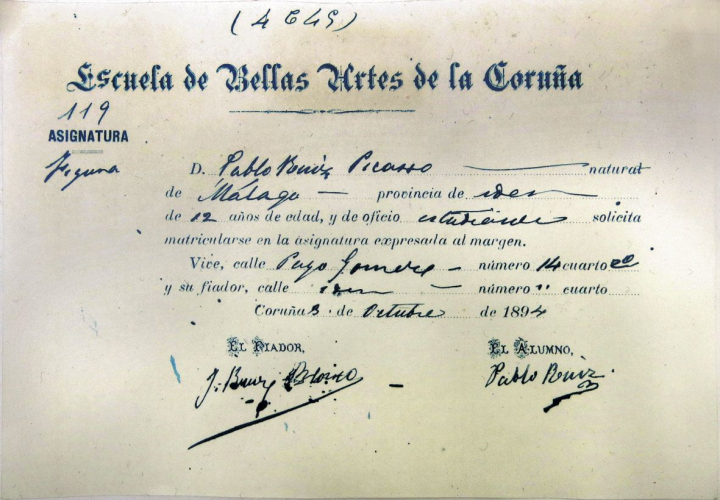 Escuela de Bellas Artes de la Coruña
119
ASIGNATURA
Figura
D. Pablo Ruiz Picasso natural
de Málaga provincia de idem
de 12 años de edad, y de oficio estudiante solicita
matricularse en la asignatura expresada al margen.
Vive, calle Payo Gomez número 14 cuarto 2º
y su fiador, calle idem número " cuarto
Coruña 3 de Octubre de 1894
EL FIADOR, EL ALUMNO,
J. Ruiz Blasco Pablo Ruiz